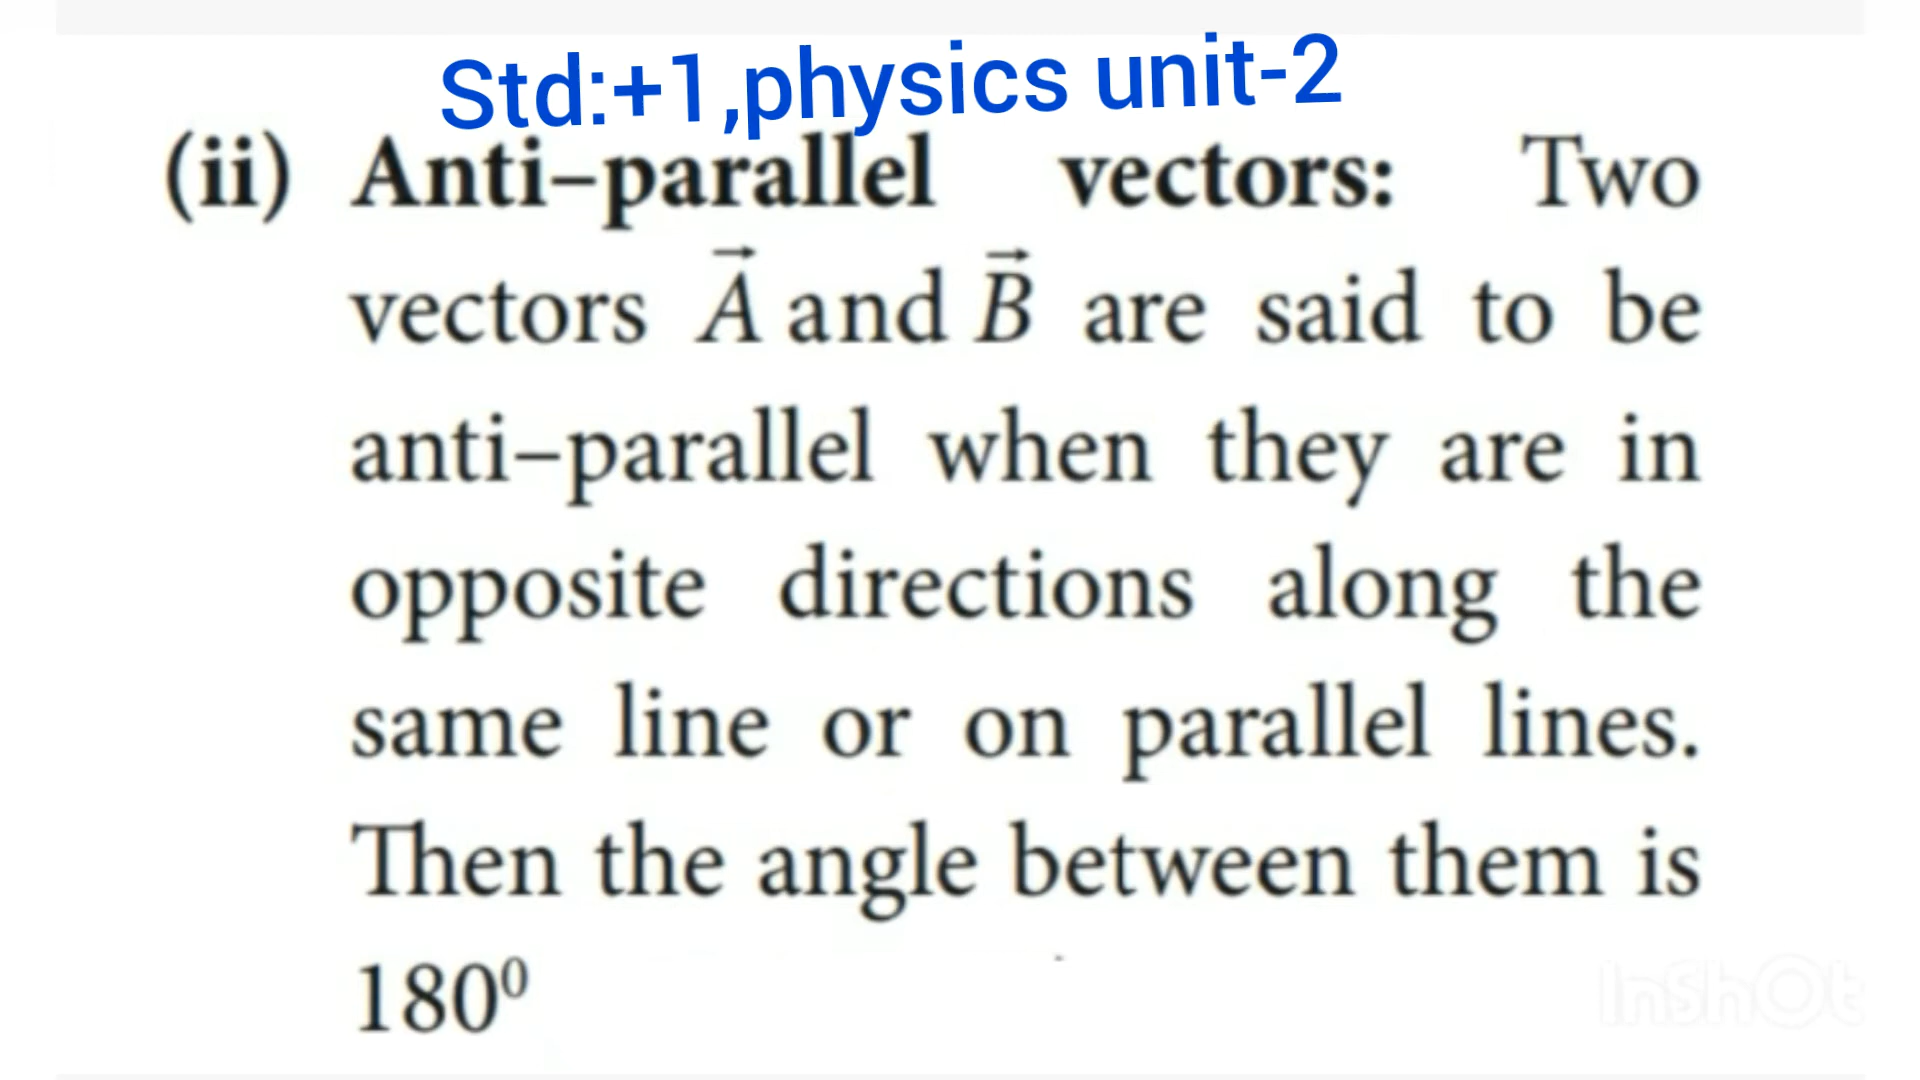 Std:+1,physics unit-2
(ii) Anti–parallel vectors: Two
vectors A⃗ and B⃗ are said to be
anti–parallel when they are in
opposite directions along the
same line or on parallel lines.
Then the angle between them is
180⁰
InShOt